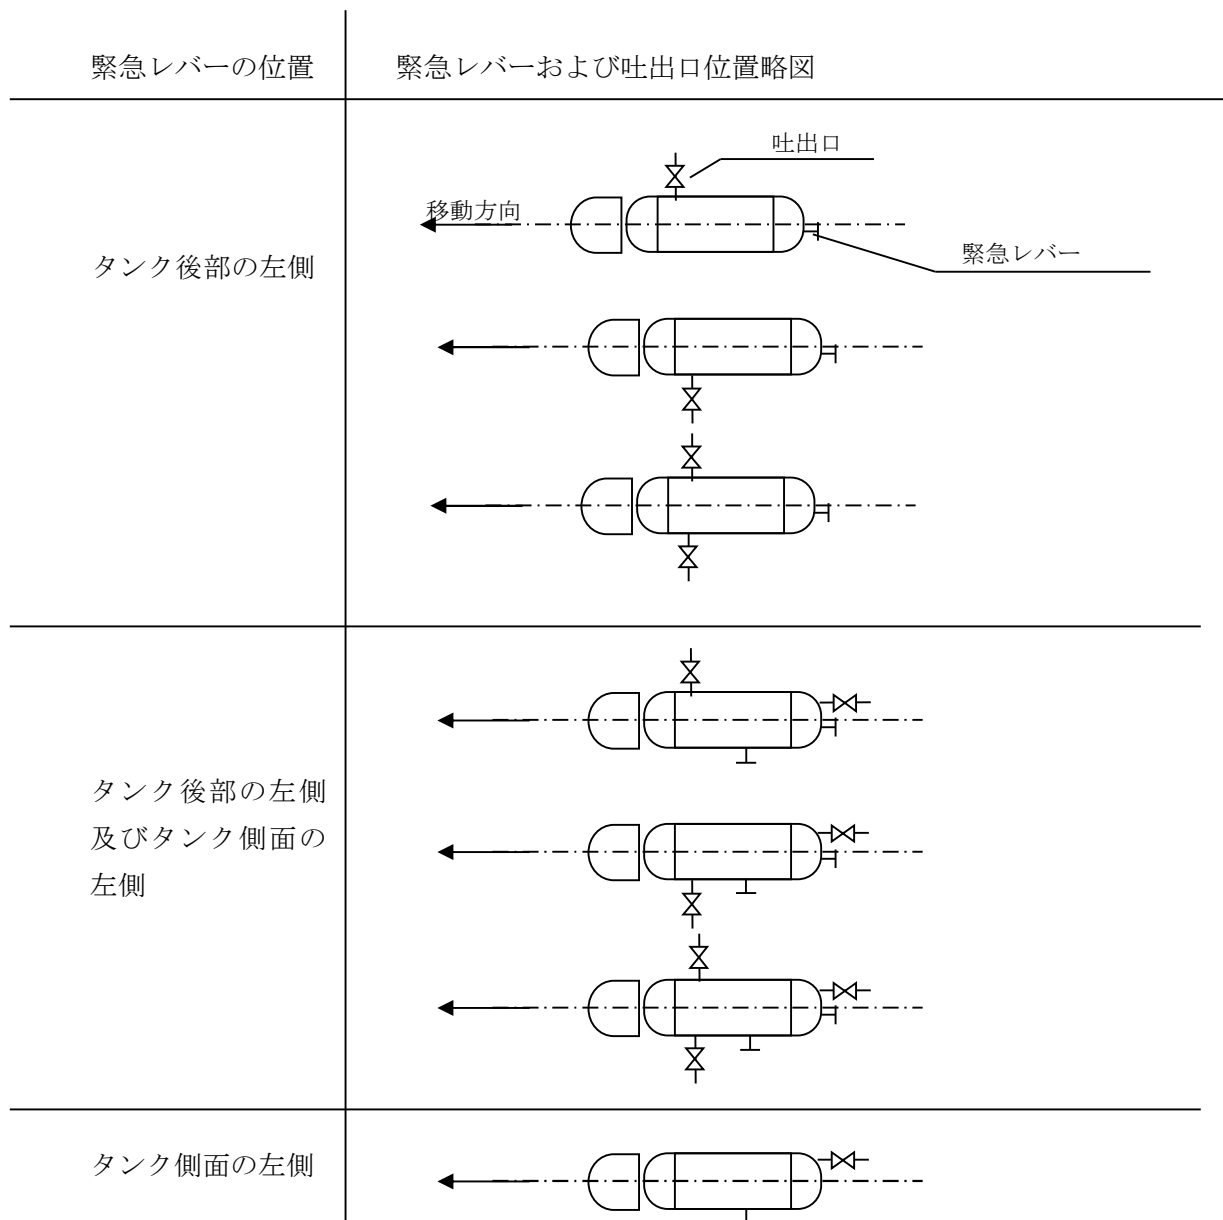 緊急レバーの位置
緊急レバーおよび吐出口位置略図
吐出口
移動方向
緊急レバー
タンク後部の左側
タンク後部の左側
及びタンク側面の
左側
タンク側面の左側